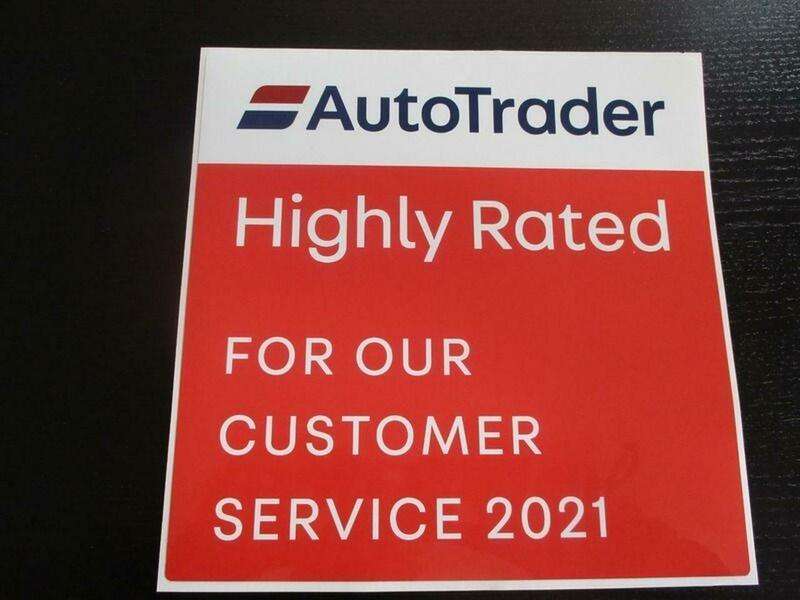 AutoTrader
Highly Rated
FOR OUR
CUSTOMER
SERVICE 2021